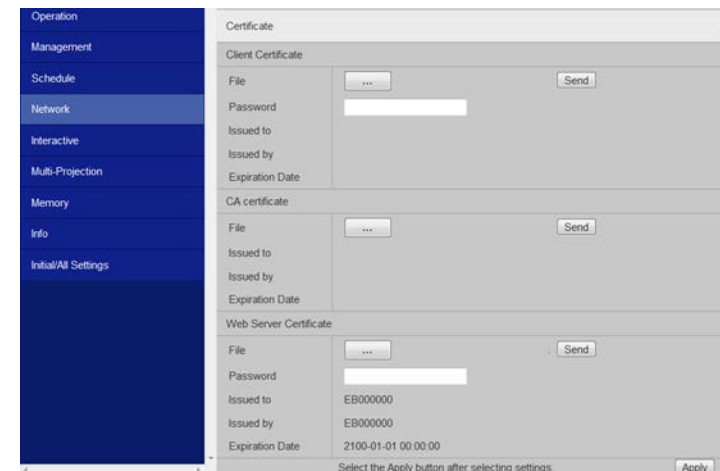 Operation
Management
Schedule
Network
Interactive
Multi-Projection
Memory
Info
Initial/All Settings
Certificate
Client Certificate
File ... Send
Password
Issued to
Issued by
Expiration Date
CA certificate
File ... Send
Issued to
Issued by
Expiration Date
Web Server Certificate
File ... Send
Password
Issued to EB000000
Issued by EB000000
Expiration Date 2100-01-01 00:00:00
Select the Apply button after selecting settings. Apply